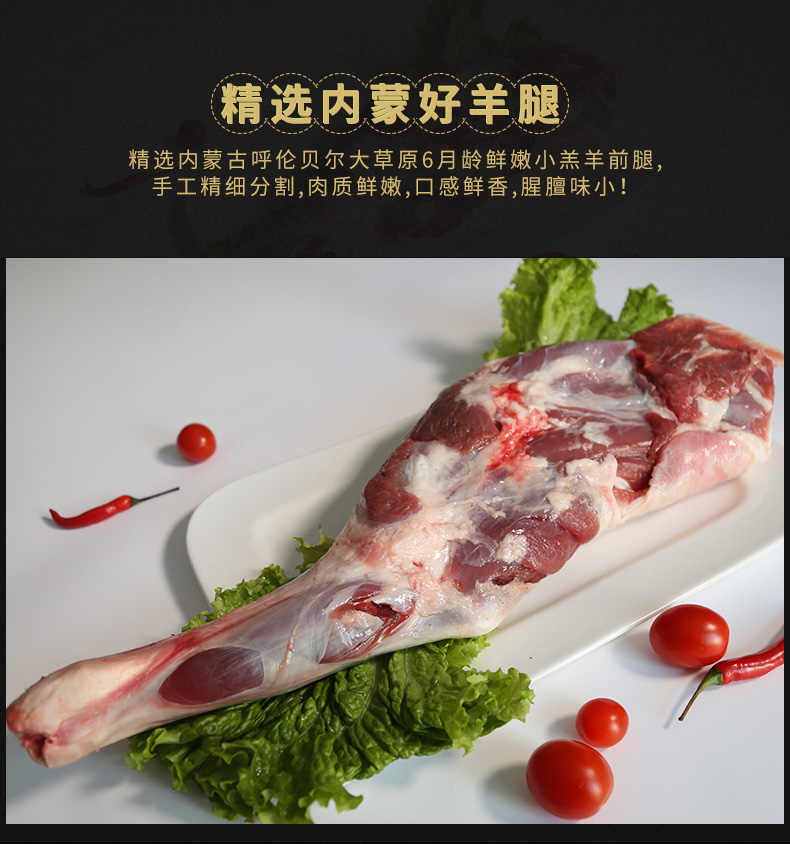 精选内蒙好羊腿
精选内蒙古呼伦贝尔大草原6月龄鲜嫩小羔羊前腿,
手工精细分割,肉质鲜嫩,口感鲜香,腥膻味小!